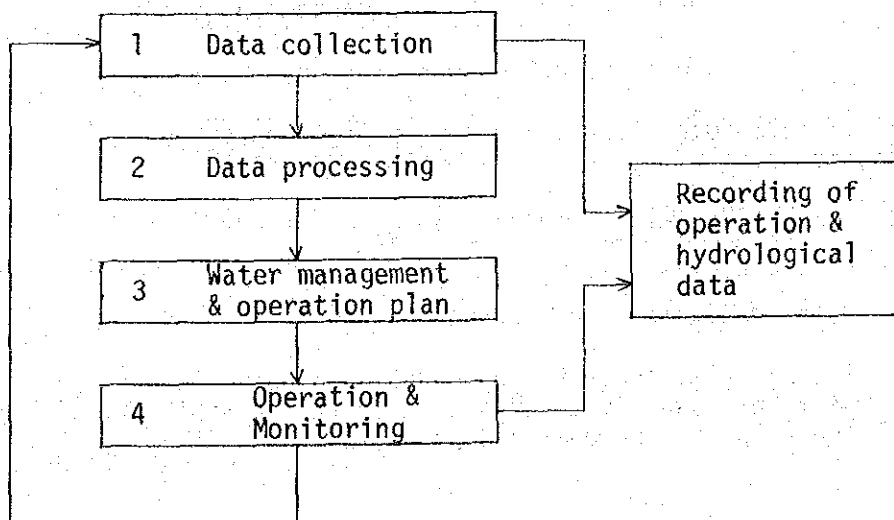 1 Data collection
2 Data processing
3 Water management
& operation plan
4 Operation &
Monitoring
Recording of
operation &
hydrological
data